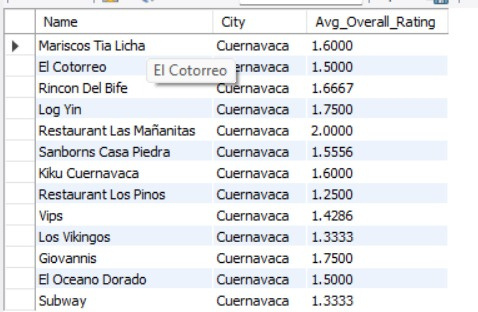 Name City Avg_Overall_Rating
Mariscos Tia Licha Cuernavaca 1.6000
El Cotorreo Cuernavaca 1.5000
El Cotorreo
Rincon Del Bife Cuernavaca 1.6667
Log Yin Cuernavaca 1.7500
Restaurant Las Mañanitas Cuernavaca 2.0000
Sanborns Casa Piedra Cuernavaca 1.5556
Kiku Cuernavaca Cuernavaca 1.6000
Restaurant Los Pinos Cuernavaca 1.2500
Vips Cuernavaca 1.4286
Los Vikingos Cuernavaca 1.3333
Giovannis Cuernavaca 1.7500
El Oceano Dorado Cuernavaca 1.5000
Subway Cuernavaca 1.3333